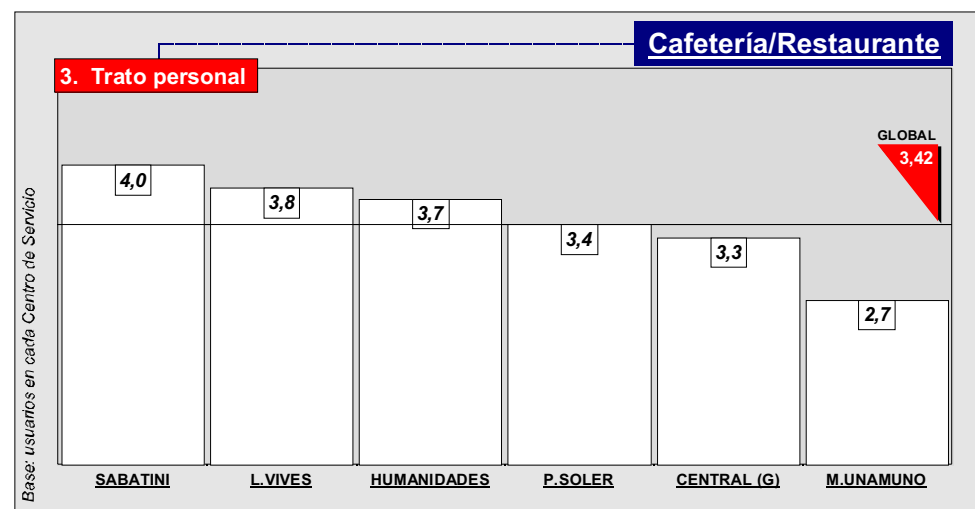 Cafetería/Restaurante
3. Trato personal
GLOBAL
3,42
4,0
3,8
3,7
3,4
3,3
2,7
Base: usuarios en cada Centro de Servicio
SABATINI
L.VIVES
HUMANIDADES
P.SOLER
CENTRAL (G)
M.UNAMUNO